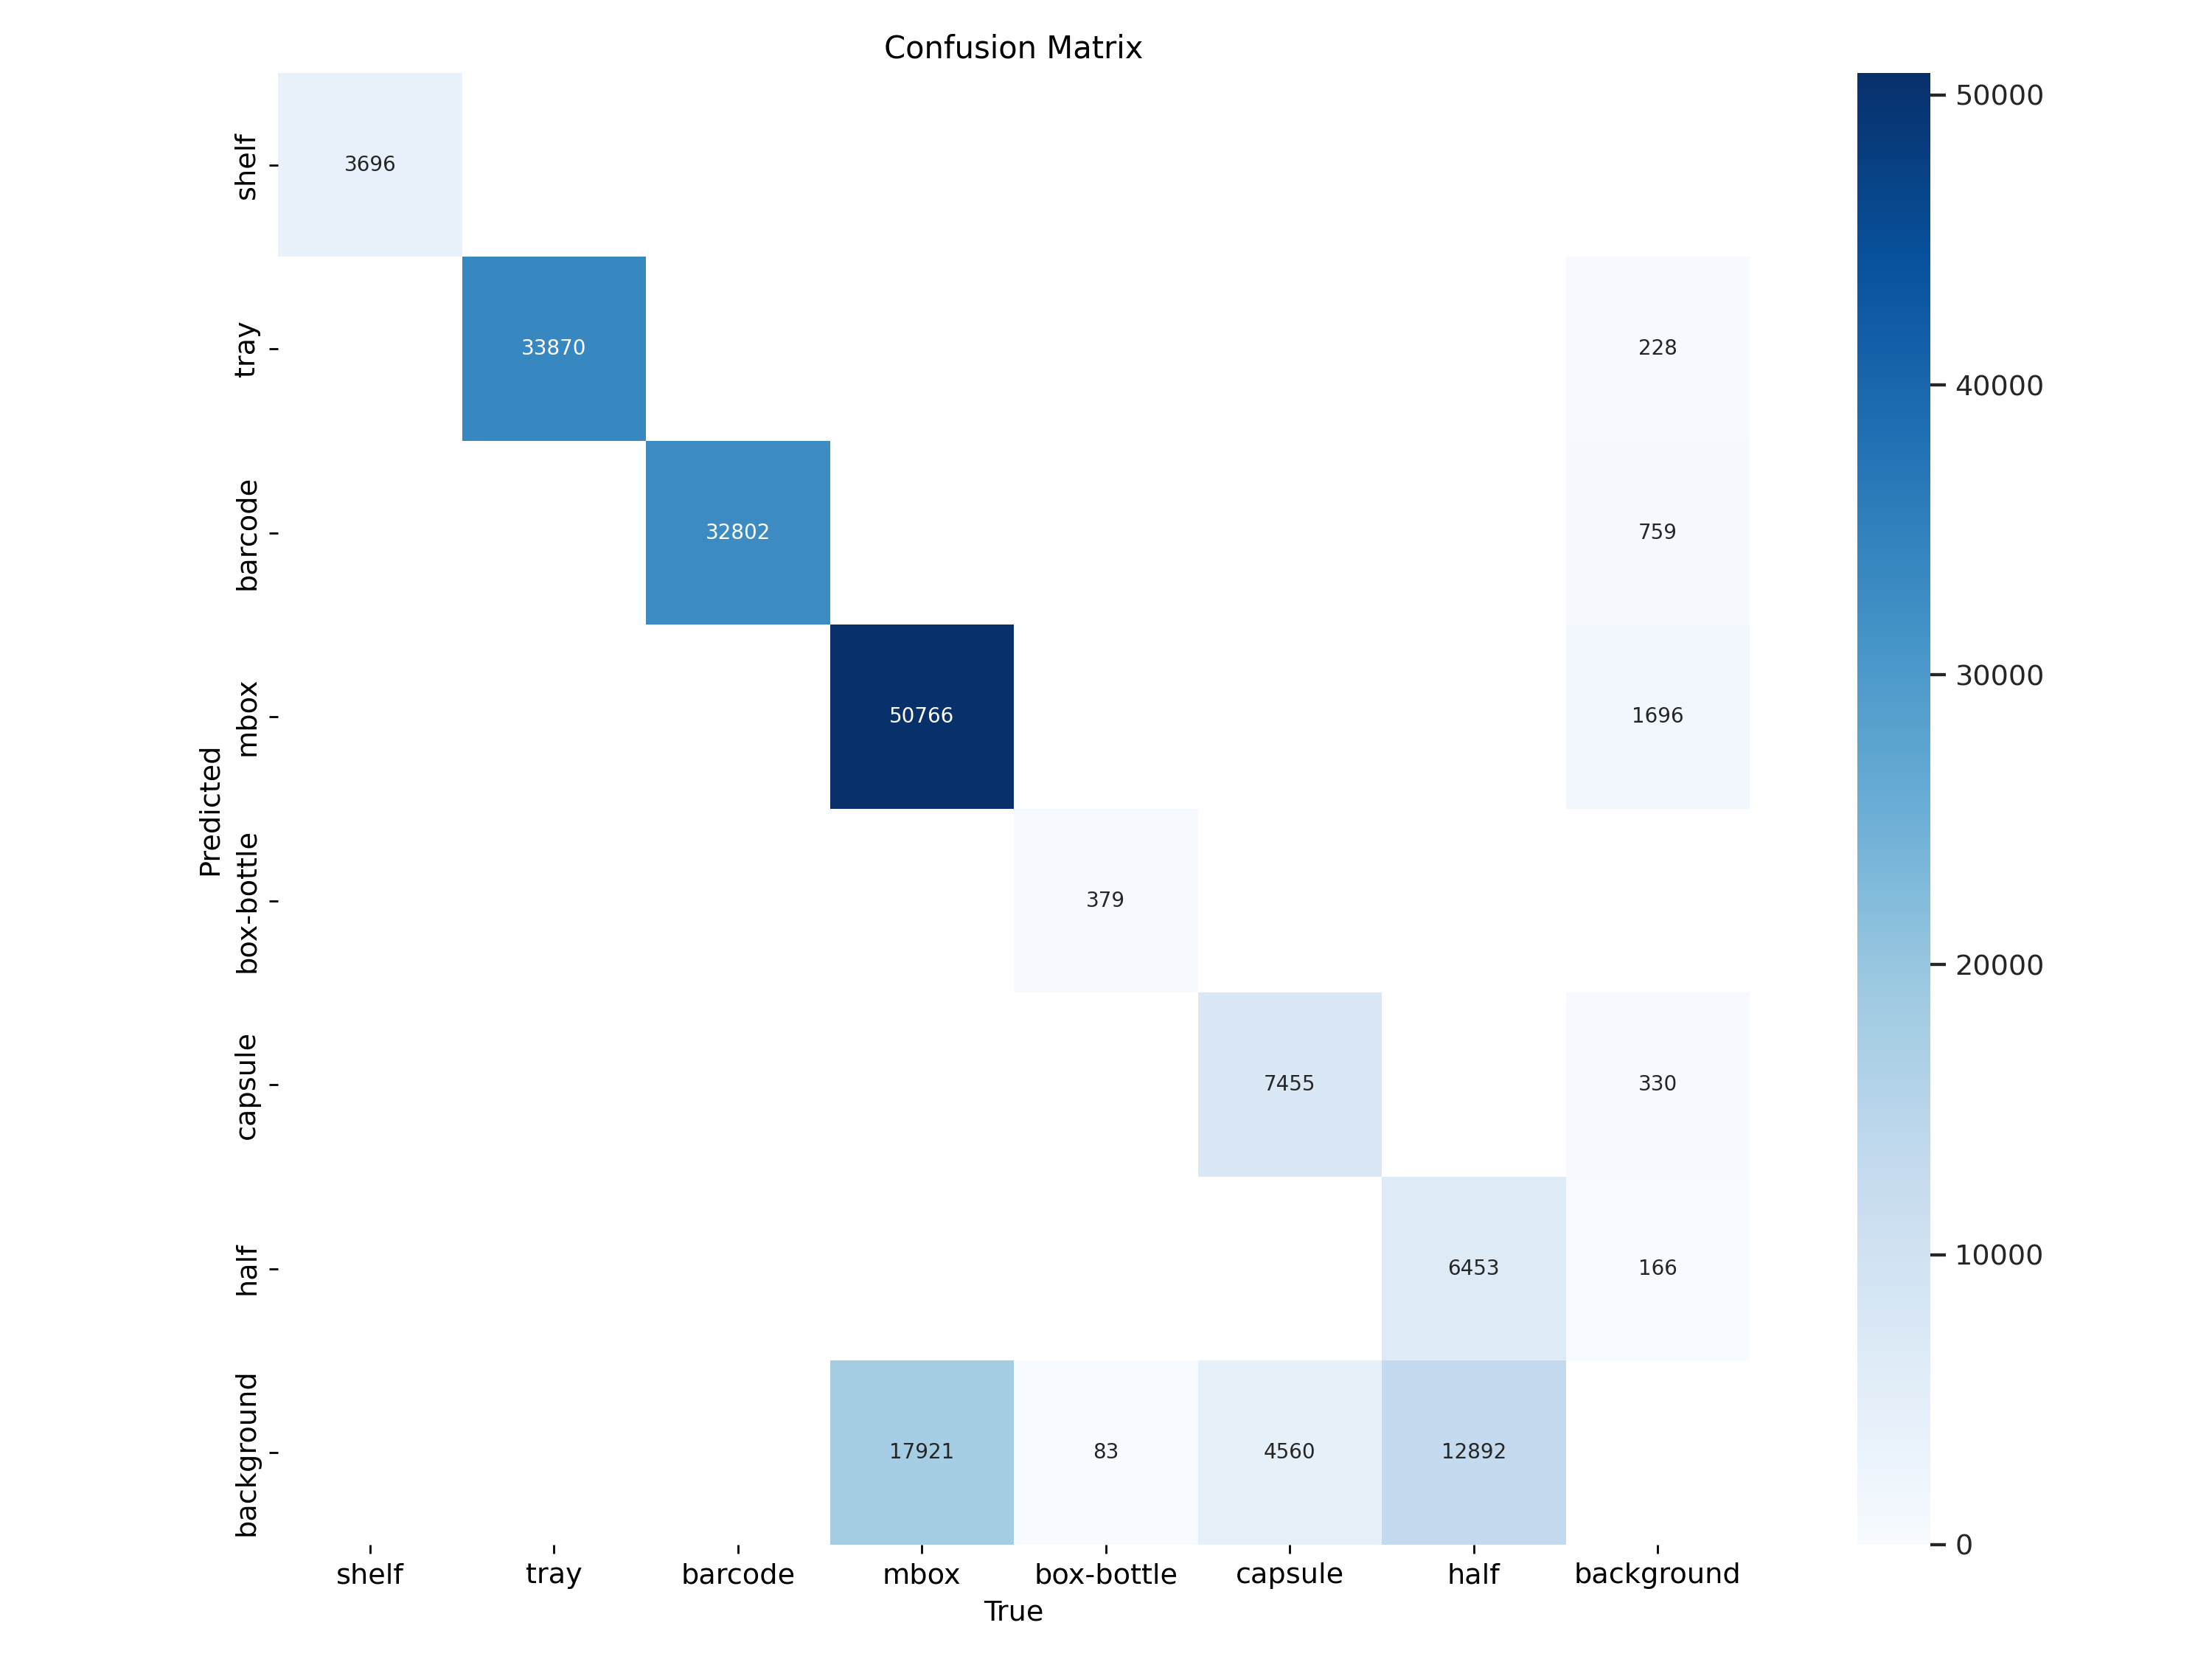 Confusion Matrix
shelf
3696
tray
33870
228
barcode
32802
759
mbox
50766
1696
box-bottle
379
capsule
7455
330
half
6453
166
background
17921
83
4560
12892
Predicted
shelf
tray
barcode
mbox
box-bottle
capsule
half
background
True
50000
40000
30000
20000
10000
0